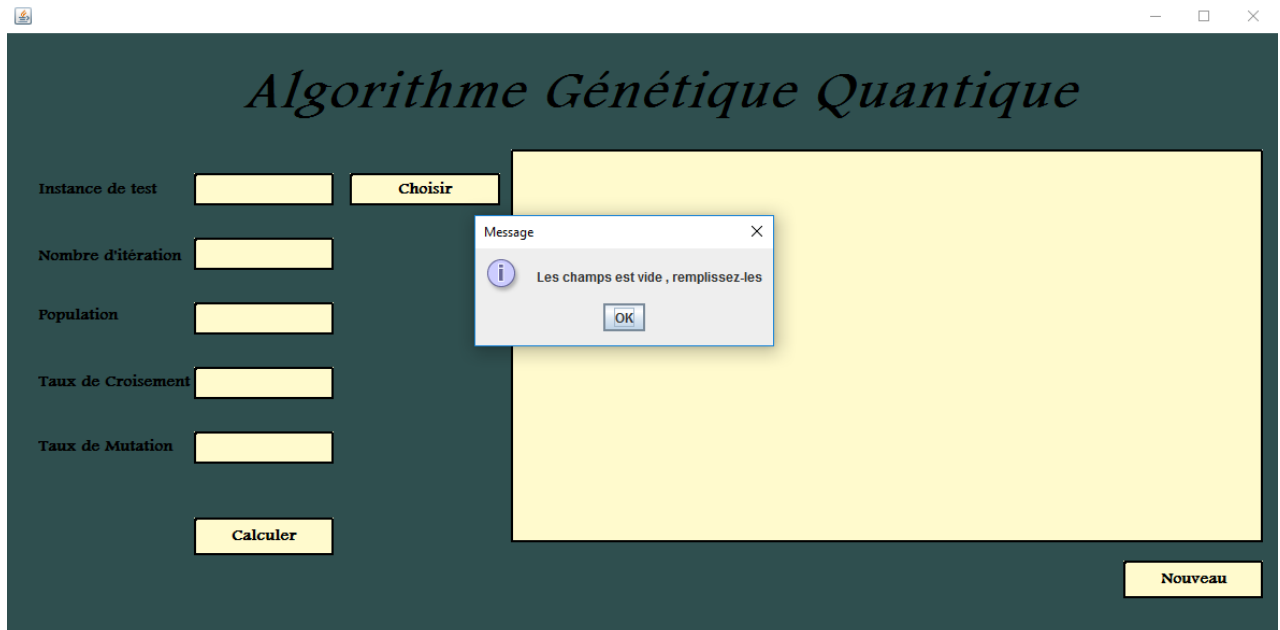 Algorithme Génétique Quantique
Instance de test
Choisir
Nombre d'itération
Population
Taux de Croisement
Taux de Mutation
Calculer
Message
Les champs est vide , remplissez-les
OK
Nouveau